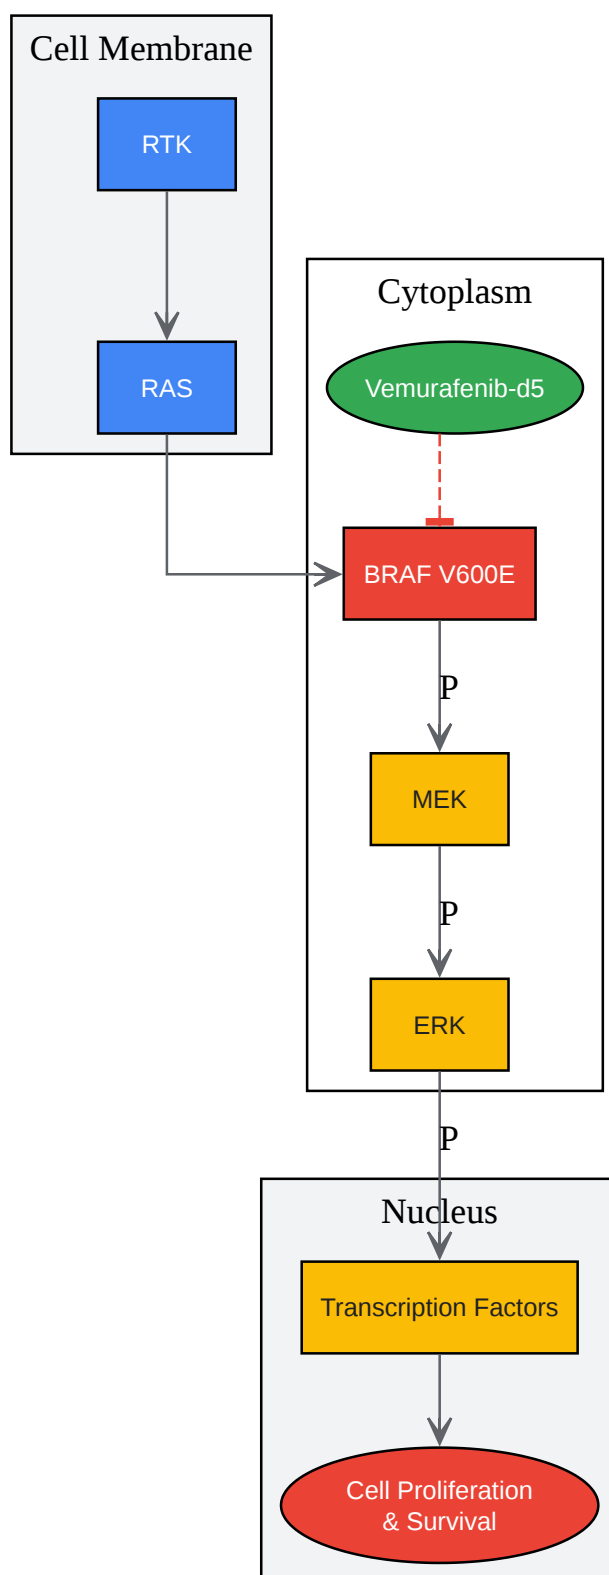 Cell Membrane
RTK
RAS
Cytoplasm
Vemurafenib-d5
BRAF V600E
P
MEK
P
ERK
P
Nucleus
Transcription Factors
Cell Proliferation
& Survival